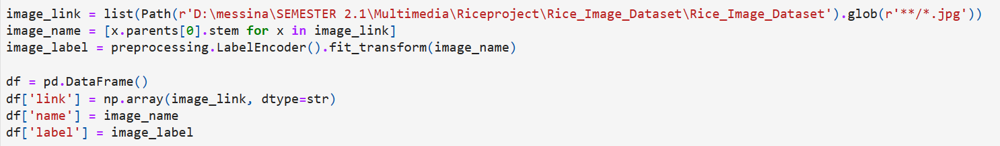 image_link = list(Path(r'D:\messina\SEMESTER 2.1\Multimedia\Riceproject\Rice_Image_Dataset\Rice_Image_Dataset').glob(r'**/*.jpg'))
image_name = [x.parents[0].stem for x in image_link]
image_label = preprocessing.LabelEncoder().fit_transform(image_name)

df = pd.DataFrame()
df['link'] = np.array(image_link, dtype=str)
df['name'] = image_name
df['label'] = image_label